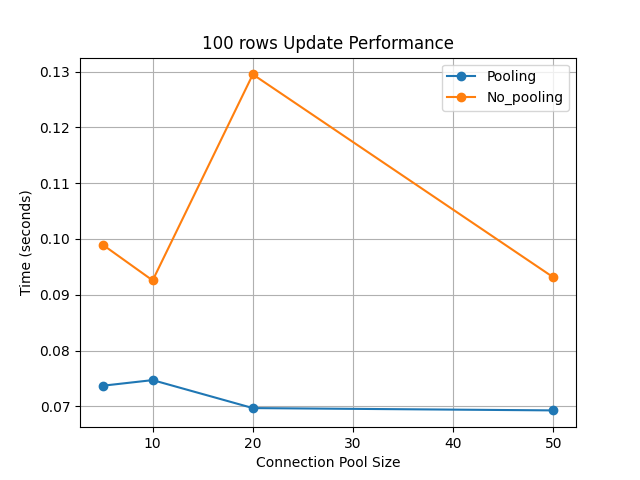 100 rows Update Performance
Pooling
No_pooling
Time (seconds)
0.13
0.12
0.11
0.10
0.09
0.08
0.07
10 20 30 40 50
Connection Pool Size